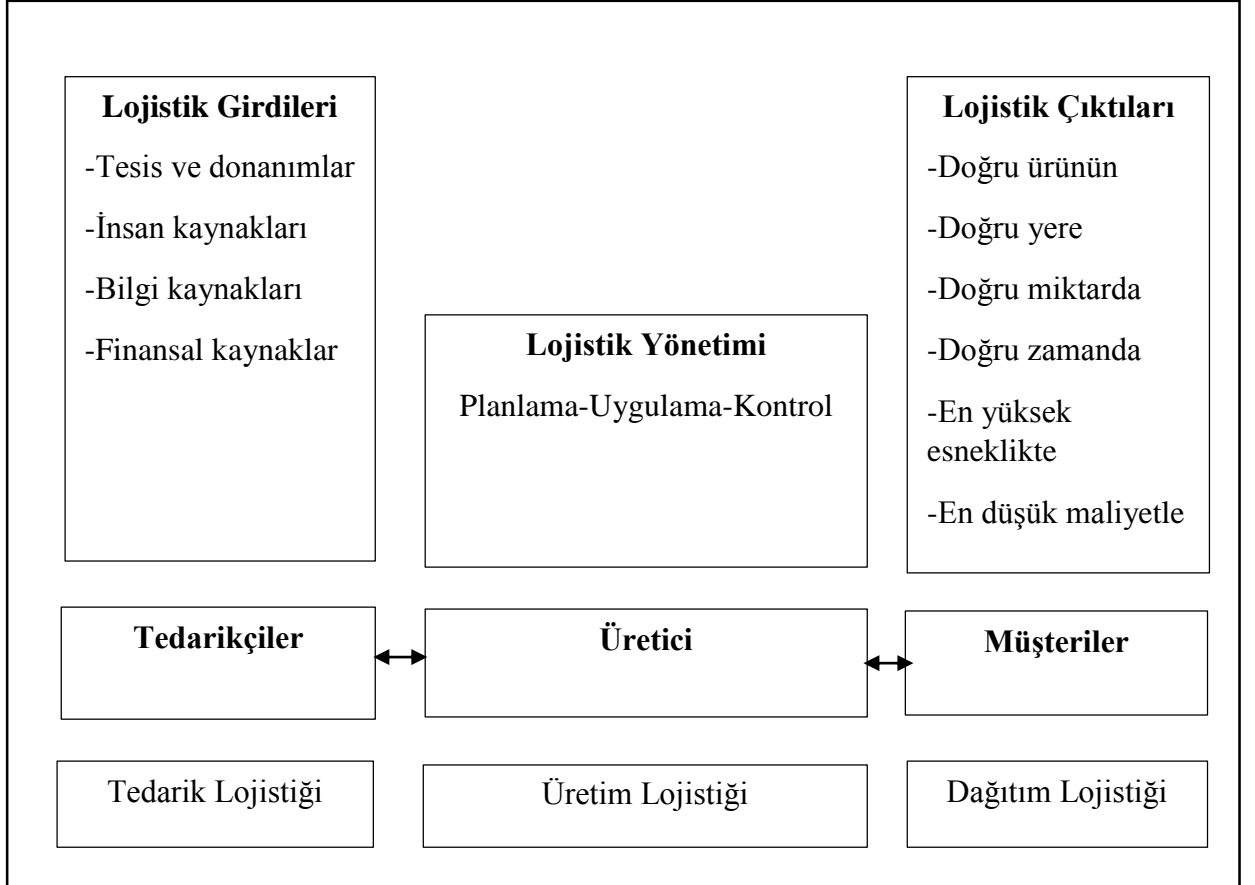 Lojistik Girdileri
-Tesis ve donanımlar
-İnsan kaynakları
-Bilgi kaynakları
-Finansal kaynaklar
Lojistik Yönetimi
Planlama-Uygulama-Kontrol
Lojistik Çıktıları
-Doğru ürünün
-Doğru yere
-Doğru miktarda
-Doğru zamanda
-En yüksek
esneklikte
-En düşük maliyetle
Tedarikçiler
Üretici
Müşteriler
Tedarik Lojistiği
Üretim Lojistiği
Dağıtım Lojistiği